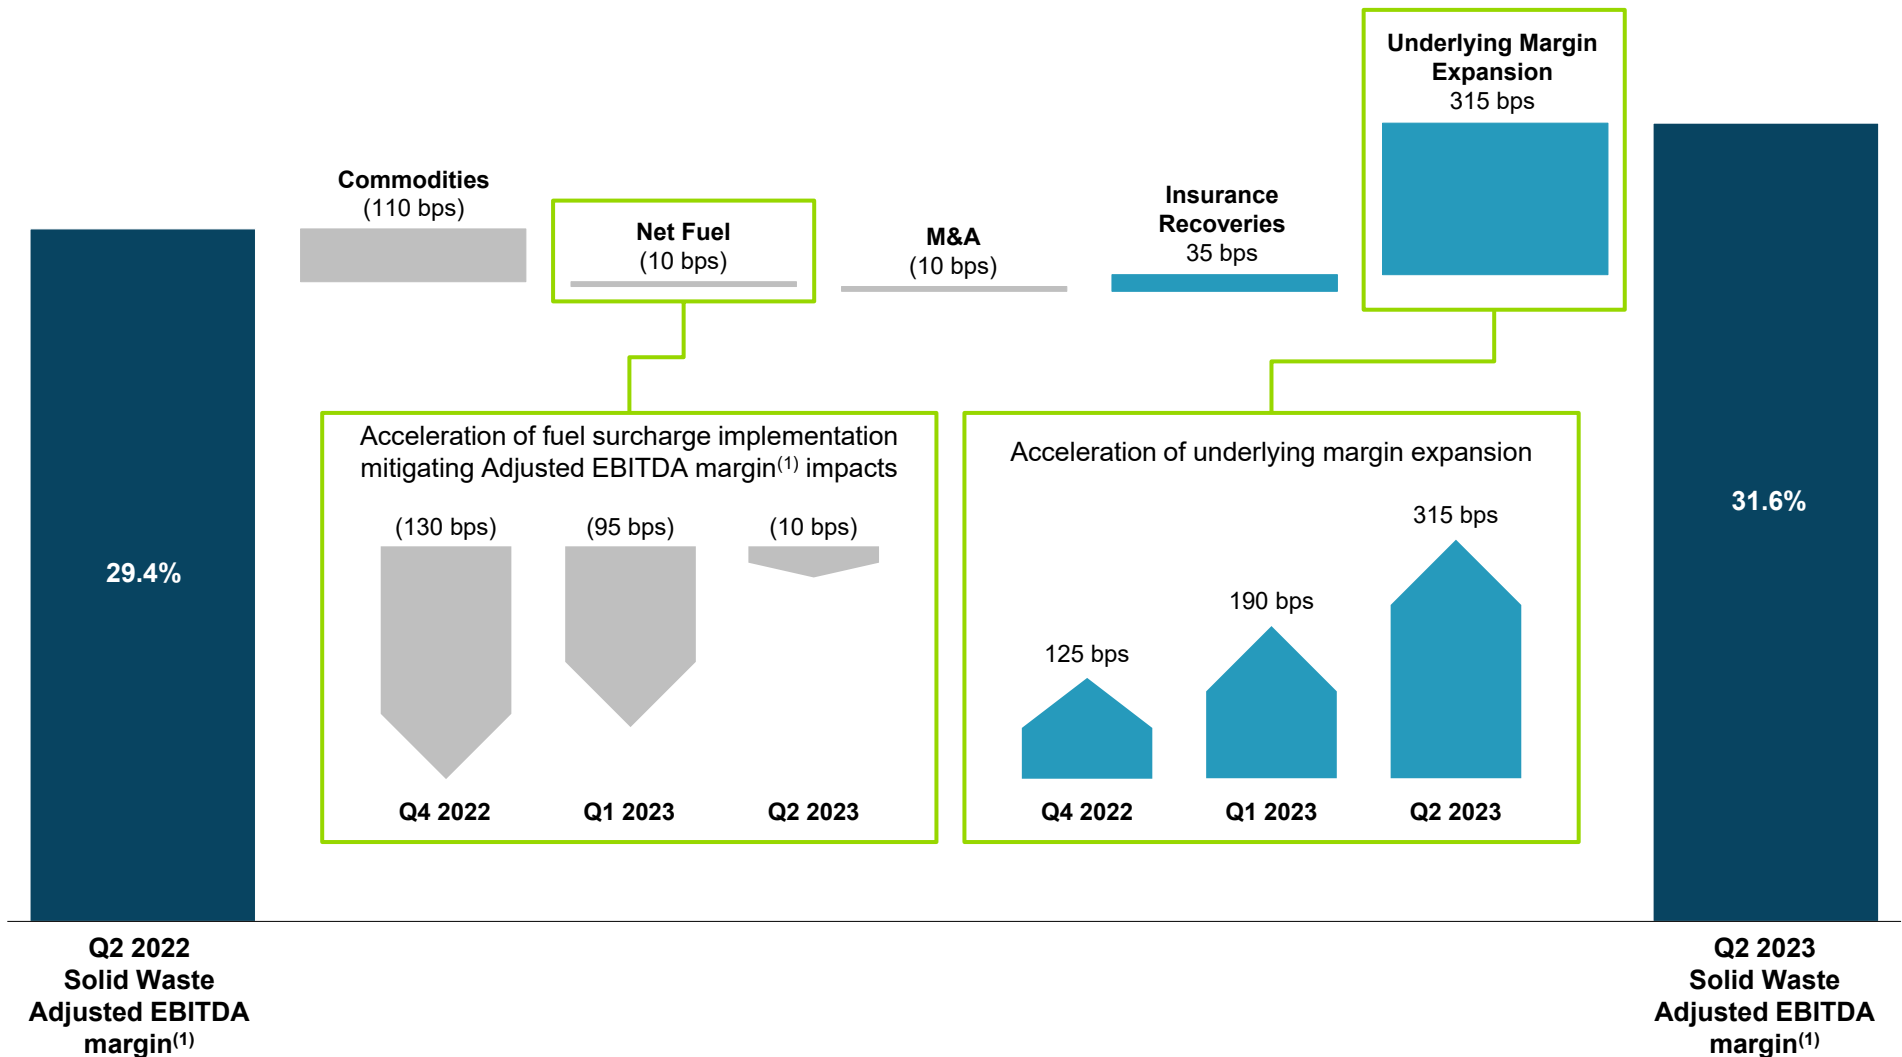 Underlying Margin
Expansion
315 bps
Commodities
(110 bps)
Net Fuel
(10 bps)
M&A
(10 bps)
Insurance
Recoveries
35 bps
29.4%
Acceleration of fuel surcharge implementation
mitigating Adjusted EBITDA margin(1) impacts
(130 bps)
(95 bps)
(10 bps)
Q4 2022
Q1 2023
Q2 2023
Acceleration of underlying margin expansion
125 bps
190 bps
315 bps
Q4 2022
Q1 2023
Q2 2023
31.6%
Q2 2022
Solid Waste
Adjusted EBITDA
margin(1)
Q2 2023
Solid Waste
Adjusted EBITDA
margin(1)